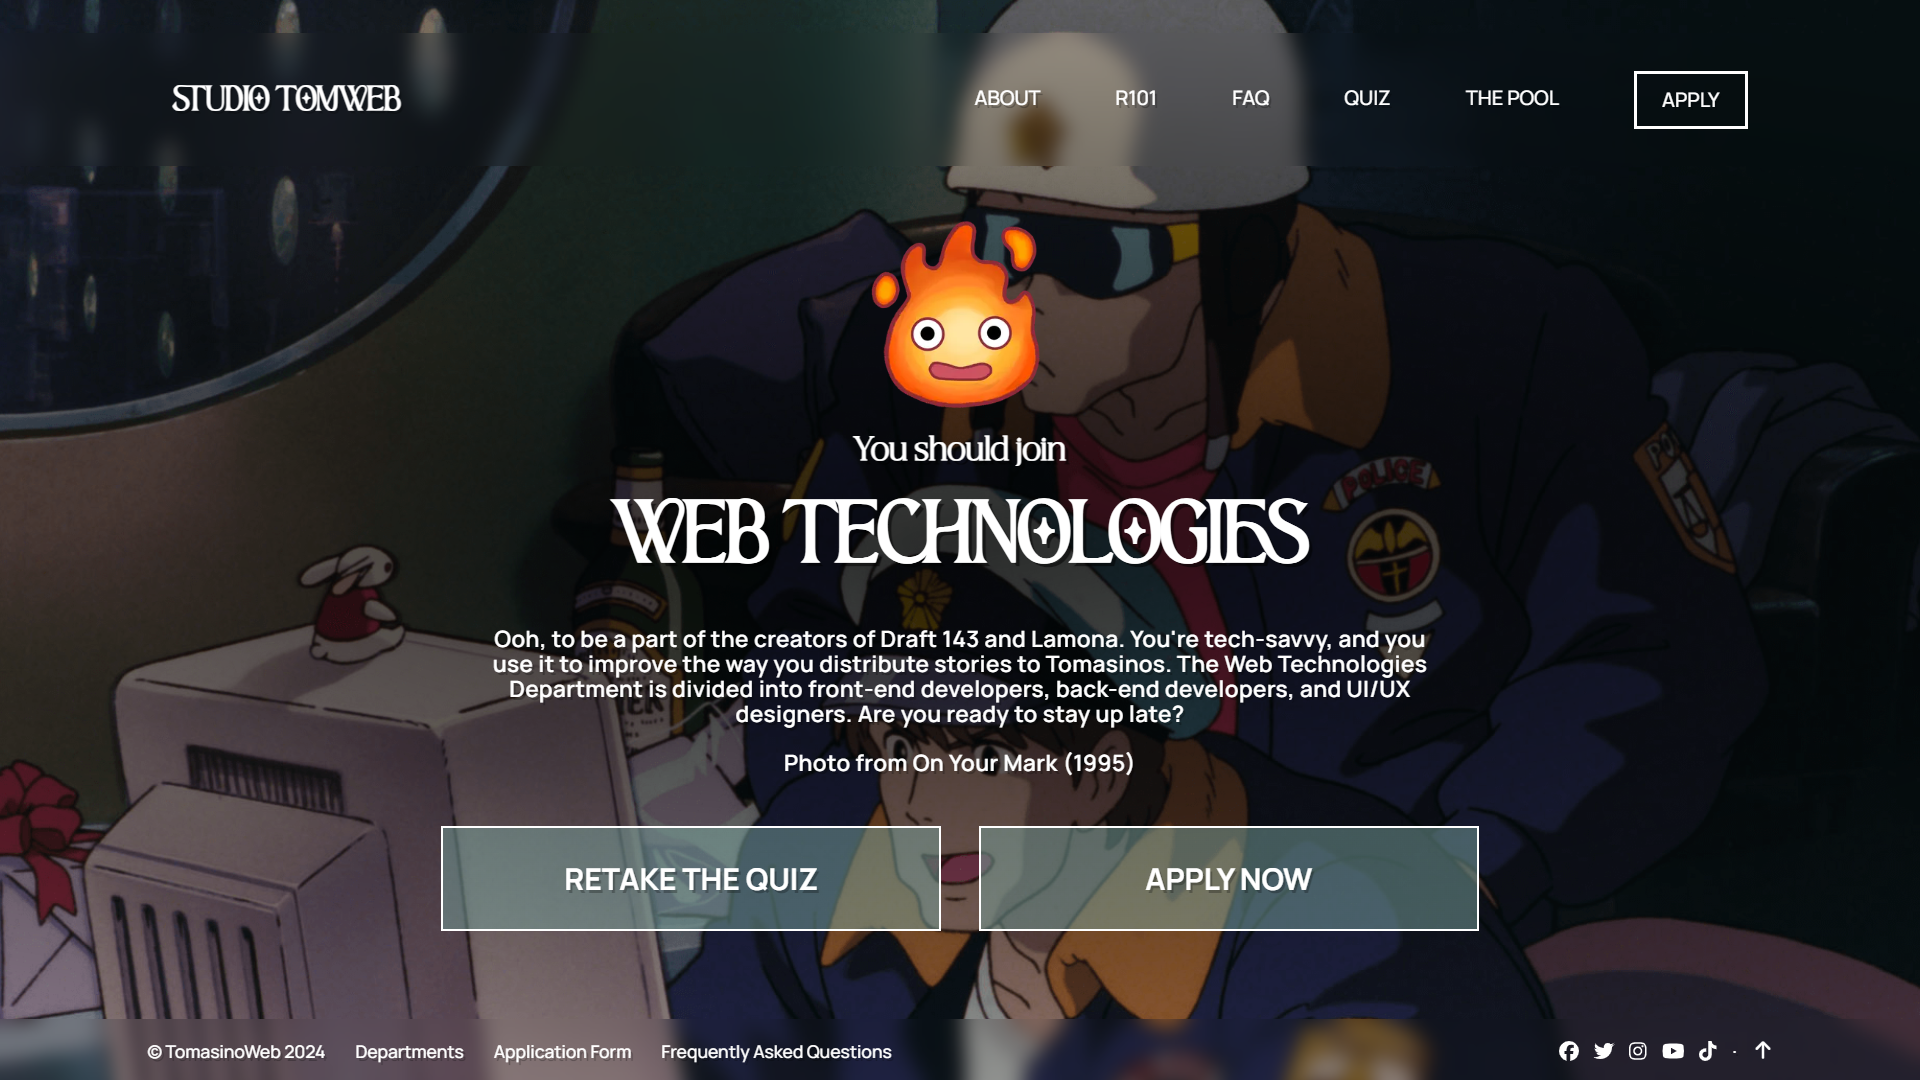 STUDIO TOMWEB
ABOUT
R101
FAQ
QUIZ
THE POOL
APPLY
POLICE
PO
You should join
WEB TECHNOLOGIES
Ooh, to be a part of the creators of Draft 143 and Lamona. You're tech-savvy, and you
use it to improve the way you distribute stories to Tomasinos. The Web Technologies
Department is divided into front-end developers, back-end developers, and UI/UX
designers. Are you ready to stay up late?
Photo from On Your Mark (1995)
RETAKE THE QUIZ
APPLY NOW
© TomasinoWeb 2024
Departments
Application Form
Frequently Asked Questions